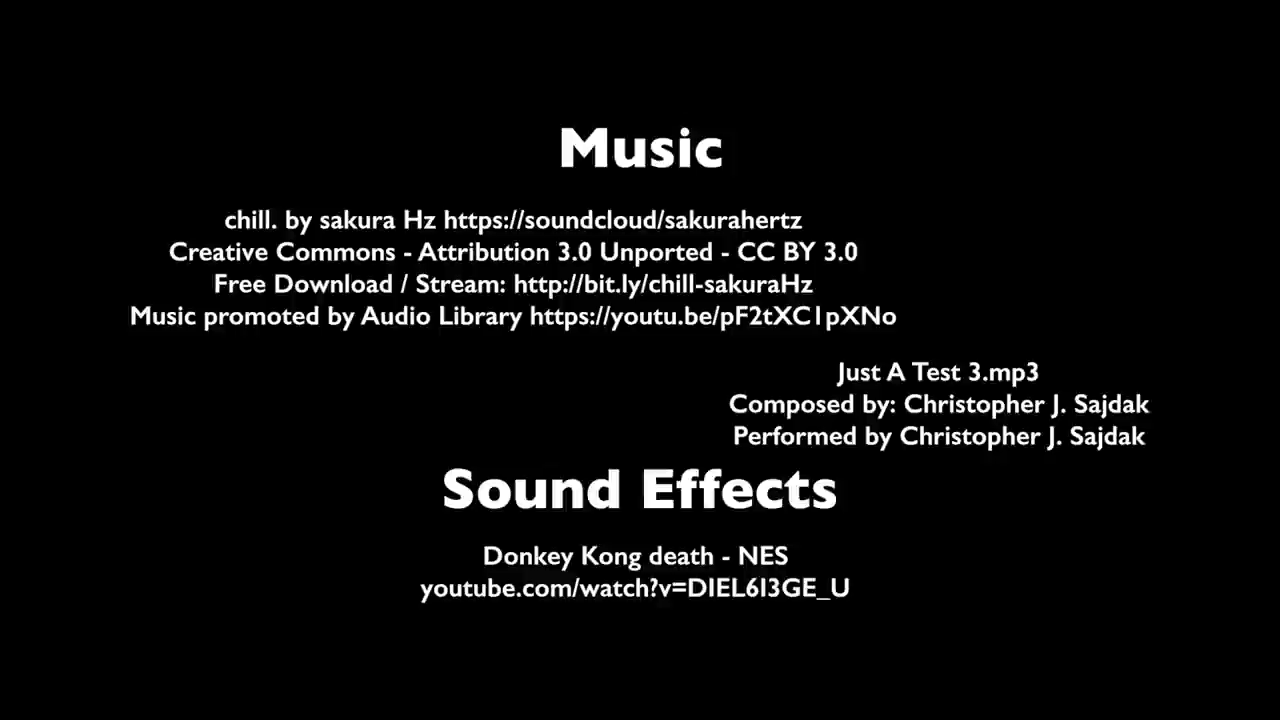 Music
chill. by sakura Hz https://soundcloud/sakurahertz
Creative Commons - Attribution 3.0 Unported - CC BY 3.0
Free Download / Stream: http://bit.ly/chill-sakuraHz
Music promoted by Audio Library https://youtu.be/pF2tXC1pXNo
Just A Test 3.mp3
Composed by: Christopher J. Sajdak
Performed by Christopher J. Sajdak
Sound Effects
Donkey Kong death - NES
youtube.com/watch?v=DIEL6I3GE_U